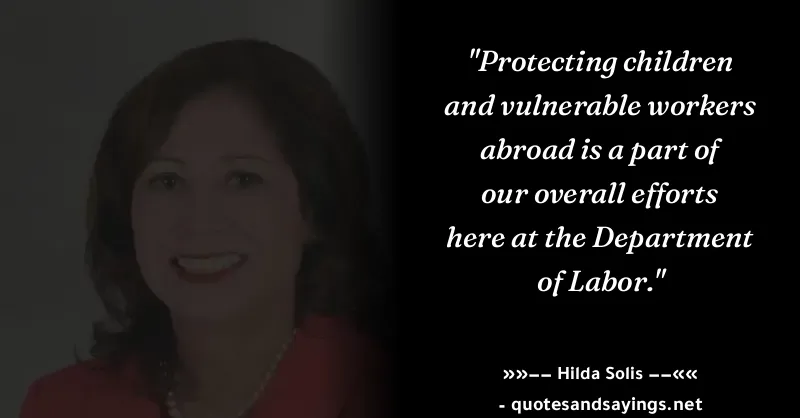 "Protecting children
and vulnerable workers
abroad is a part of
our overall efforts
here at the Department
of Labor."
»»−− Hilda Solis −−««
- quotesandsayings.net